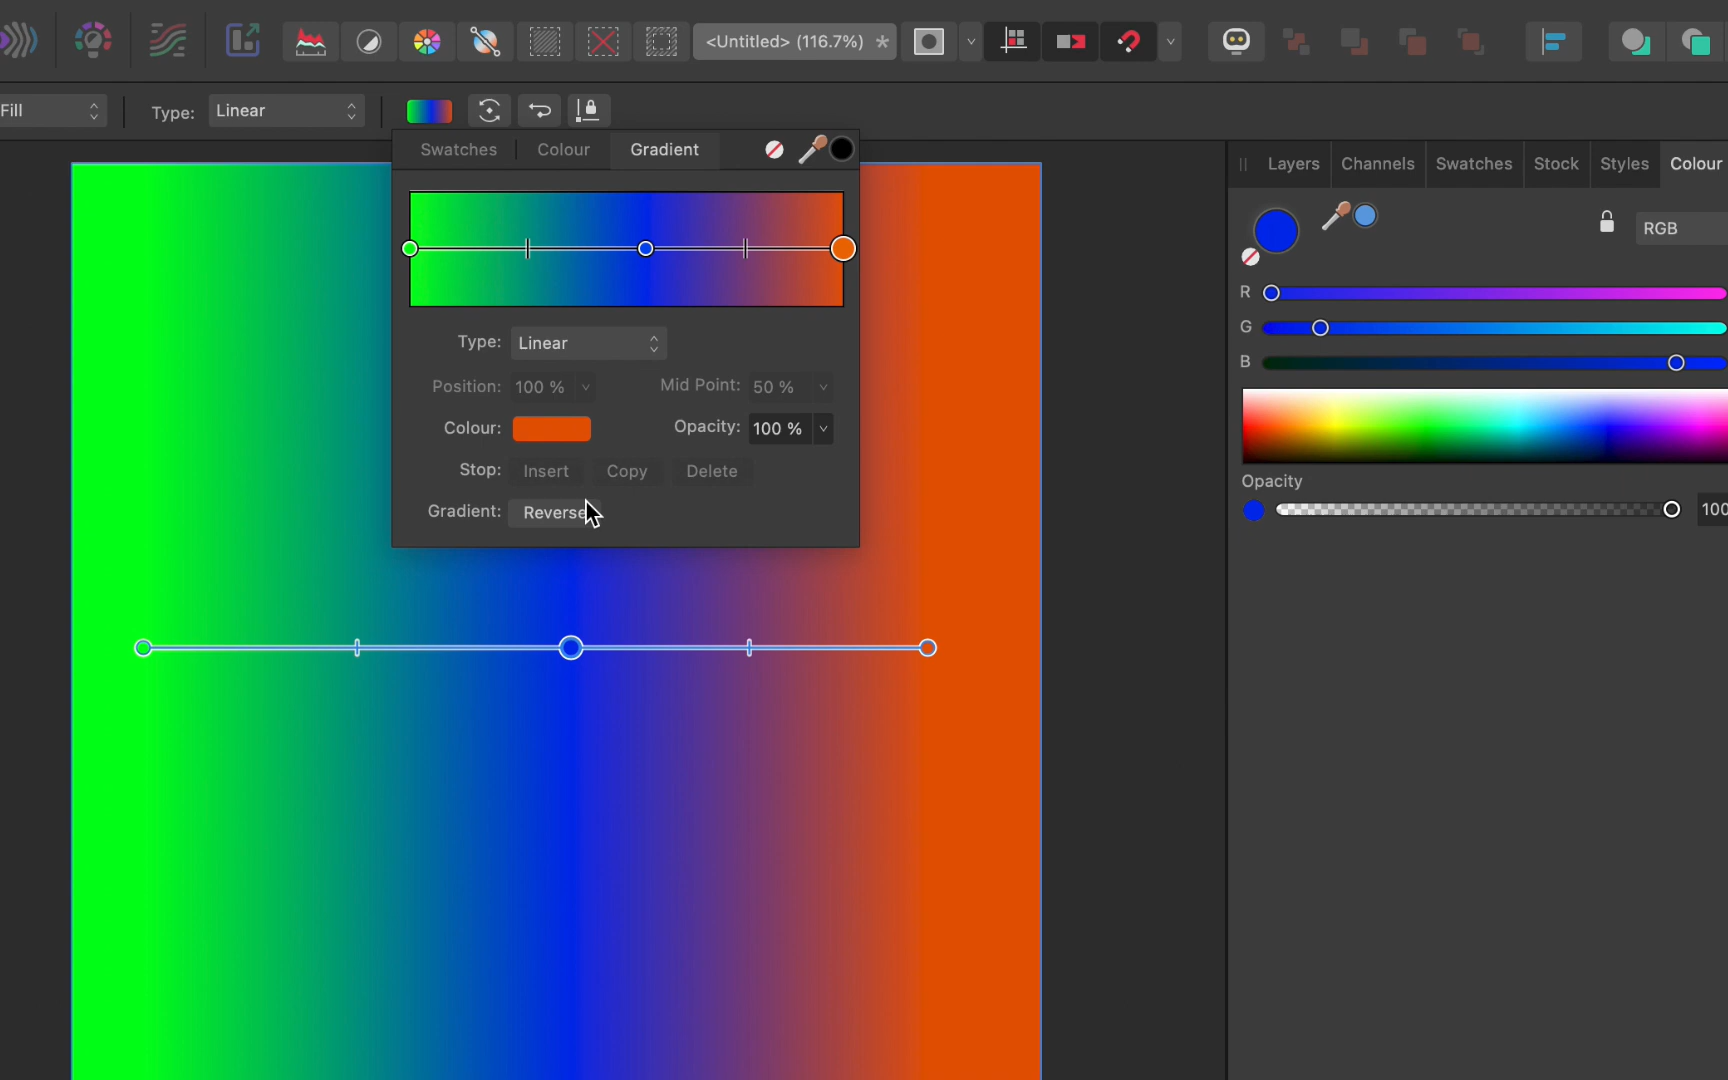 <Untitled> (116.7%) *
Fill
Type: Linear
Swatches Colour Gradient
Type: Linear
Position: 100 % Mid Point: 50 %
Colour: Opacity: 100 %
Stop: Insert Copy Delete
Gradient: Reverse
Layers Channels Swatches Stock Styles Colour
RGB
R
G
B
Opacity
100